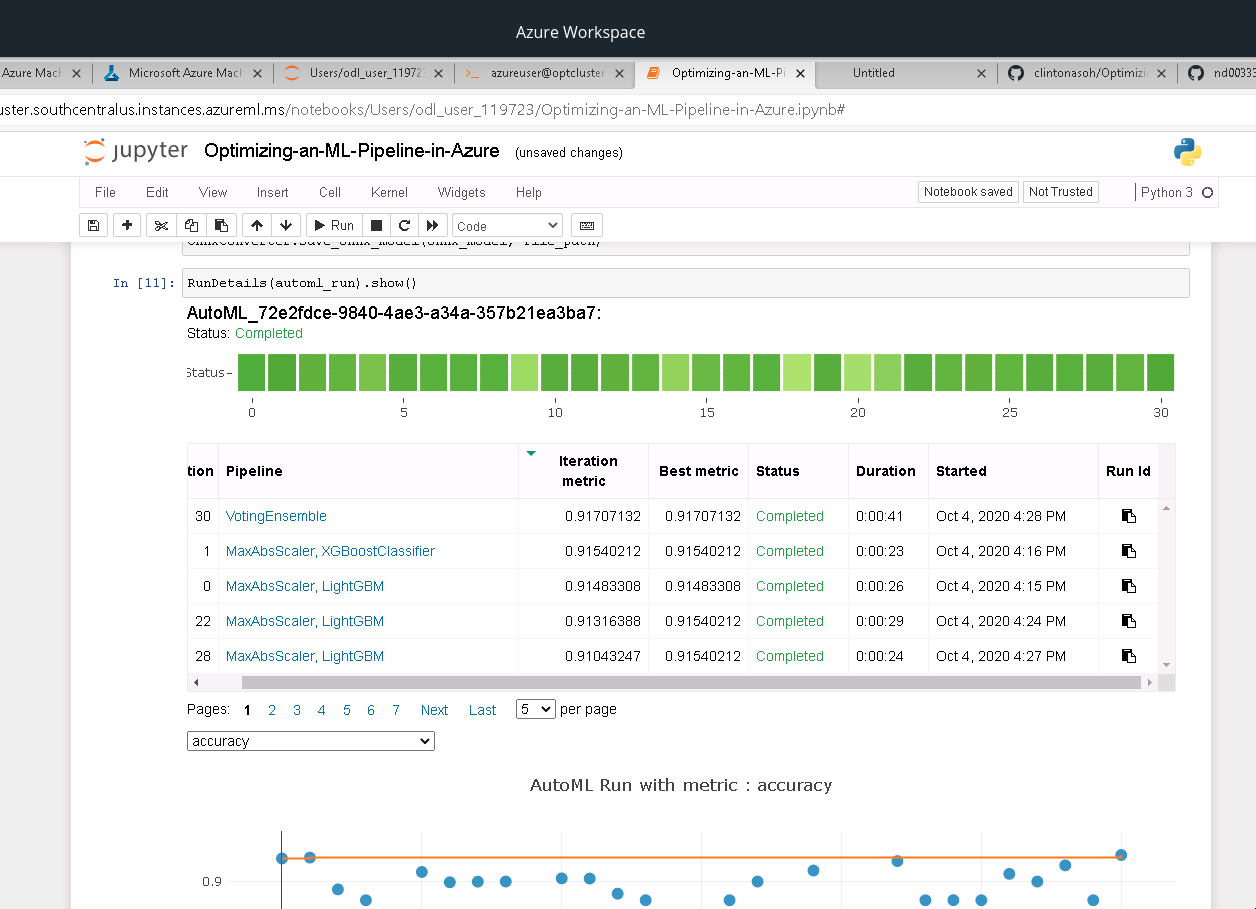 Azure Workspace
Azure Mach Microsoft Azure Mach Users/odl_user_11972 azureuser@optcluster Optimizing-an-ML-Pi Untitled clintonasoh/Optimizi nd00333
uster.southcentralus.instances.azureml.ms/notebooks/Users/odl_user_119723/Optimizing-an-ML-Pipeline-in-Azure.ipynb#
jupyter Optimizing-an-ML-Pipeline-in-Azure (unsaved changes)
File Edit View Insert Cell Kernel Widgets Help Notebook saved Not Trusted Python 3
Run Code
OnnxConverter.save_onnx_model(onnx_model, file_path)
In [11]: RunDetails(automl_run).show()
AutoML_72e2fdce-9840-4ae3-a34a-357b21ea3ba7:
Status: Completed
Status
0 5 10 15 20 25 30
tion Pipeline Iteration metric Best metric Status Duration Started Run Id
30 VotingEnsemble 0.91707132 0.91707132 Completed 0:00:41 Oct 4, 2020 4:28 PM
1 MaxAbsScaler, XGBoostClassifier 0.91540212 0.91540212 Completed 0:00:23 Oct 4, 2020 4:16 PM
0 MaxAbsScaler, LightGBM 0.91483308 0.91483308 Completed 0:00:26 Oct 4, 2020 4:15 PM
22 MaxAbsScaler, LightGBM 0.91316388 0.91540212 Completed 0:00:29 Oct 4, 2020 4:24 PM
28 MaxAbsScaler, LightGBM 0.91043247 0.91540212 Completed 0:00:24 Oct 4, 2020 4:27 PM
Pages: 1 2 3 4 5 6 7 Next Last 5 per page
accuracy
AutoML Run with metric : accuracy
0.9